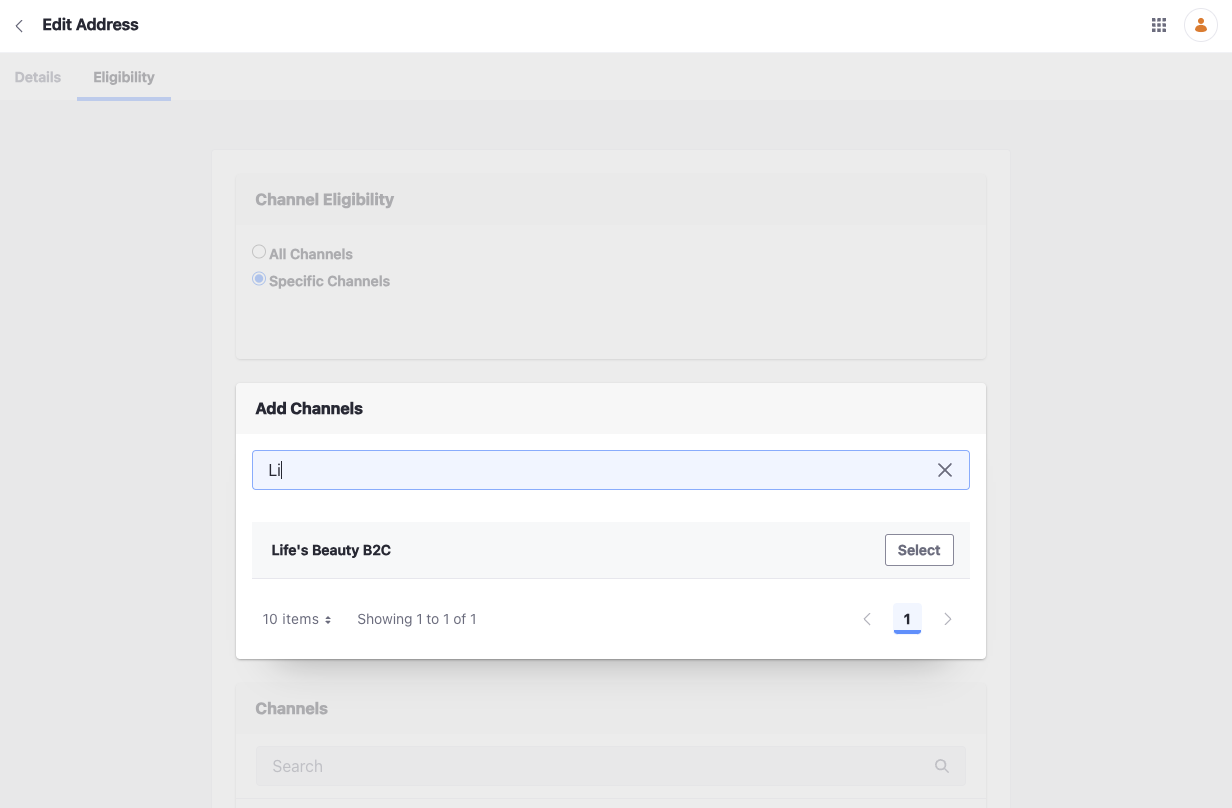 Edit Address
Details
Eligibility
Channel Eligibility
All Channels
Specific Channels
Add Channels
Li
Life's Beauty B2C
Select
10 items
Showing 1 to 1 of 1
1
Channels
Search